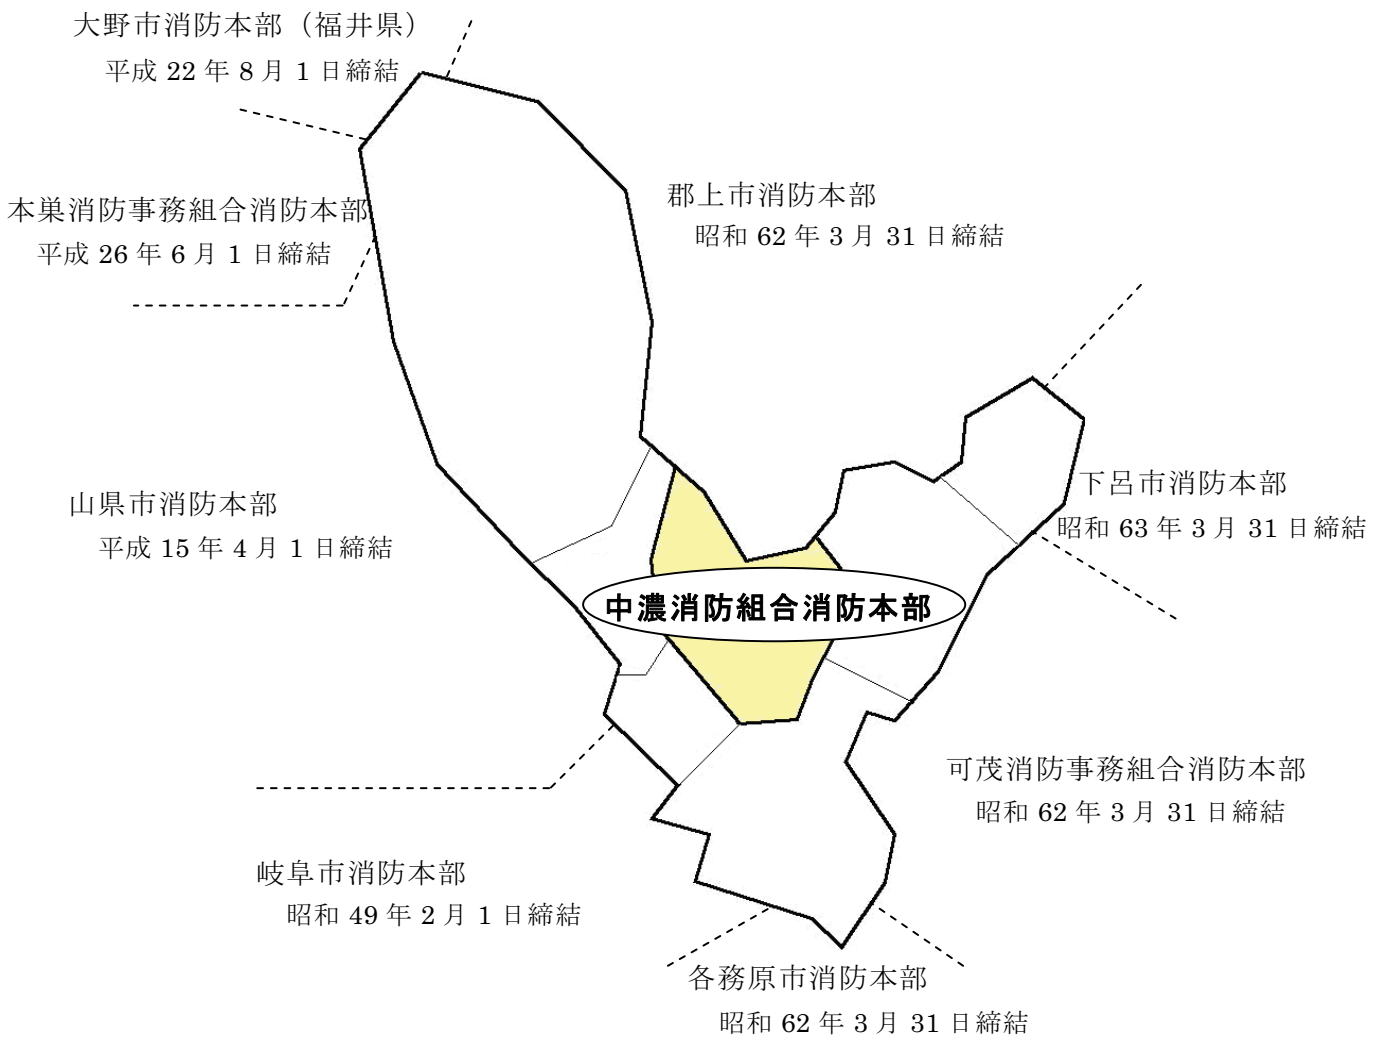 大野市消防本部（福井県）
平成 22 年 8 月 1 日締結
本巣消防事務組合消防本部
平成 26 年 6 月 1 日締結
郡上市消防本部
昭和 62 年 3 月 31 日締結
山県市消防本部
平成 15 年 4 月 1 日締結
下呂市消防本部
昭和 63 年 3 月 31 日締結
中濃消防組合消防本部
可茂消防事務組合消防本部
昭和 62 年 3 月 31 日締結
岐阜市消防本部
昭和 49 年 2 月 1 日締結
各務原市消防本部
昭和 62 年 3 月 31 日締結